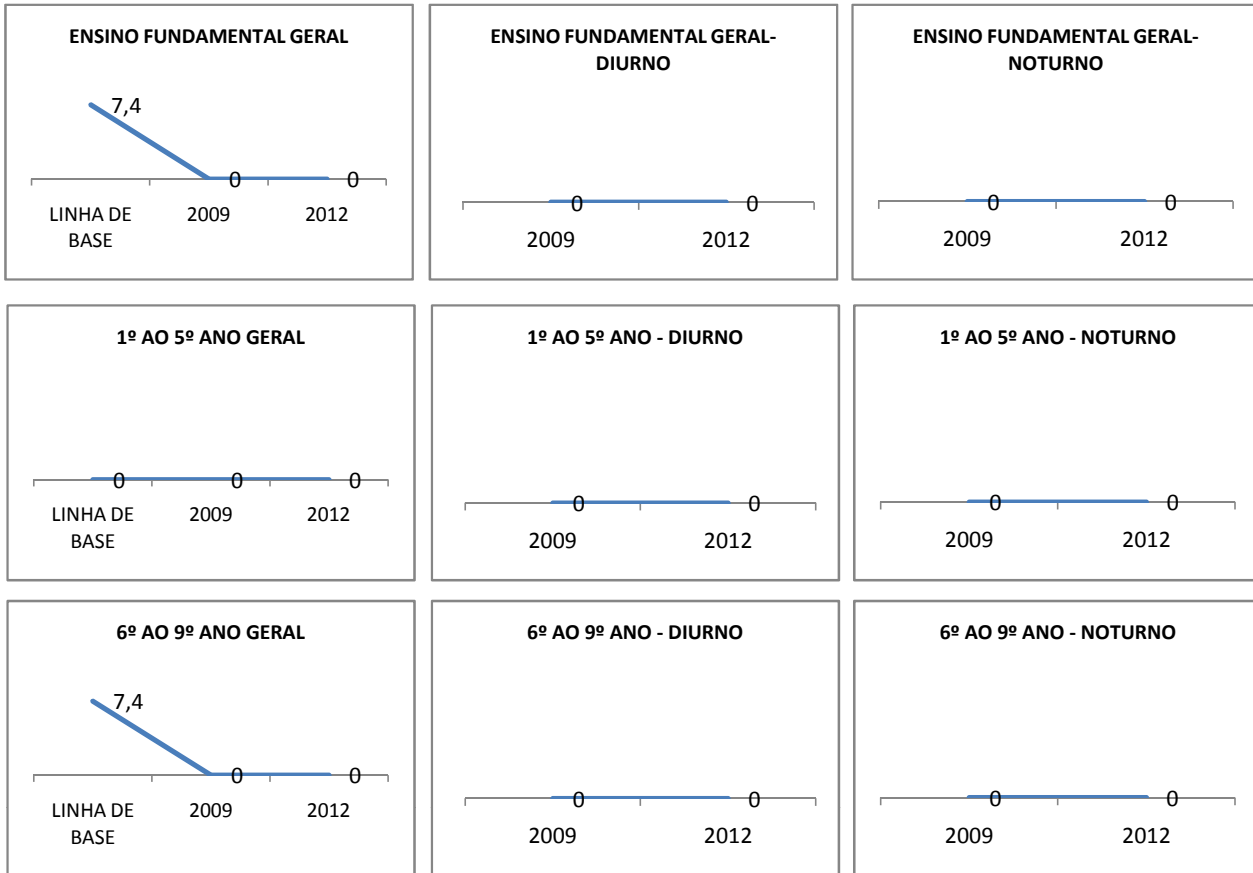 ENSINO FUNDAMENTAL GERAL
7,4
0
0
LINHA DE
BASE
2009
2012
ENSINO FUNDAMENTAL GERAL-
DIURNO
0
0
2009
2012
ENSINO FUNDAMENTAL GERAL-
NOTURNO
0
0
2009
2012
1º AO 5º ANO GERAL
0
0
0
LINHA DE
BASE
2009
2012
1º AO 5º ANO - DIURNO
0
0
2009
2012
1º AO 5º ANO - NOTURNO
0
0
2009
2012
6º AO 9º ANO GERAL
7,4
0
0
LINHA DE
BASE
2009
2012
6º AO 9º ANO - DIURNO
0
0
2009
2012
6º AO 9º ANO - NOTURNO
0
0
2009
2012